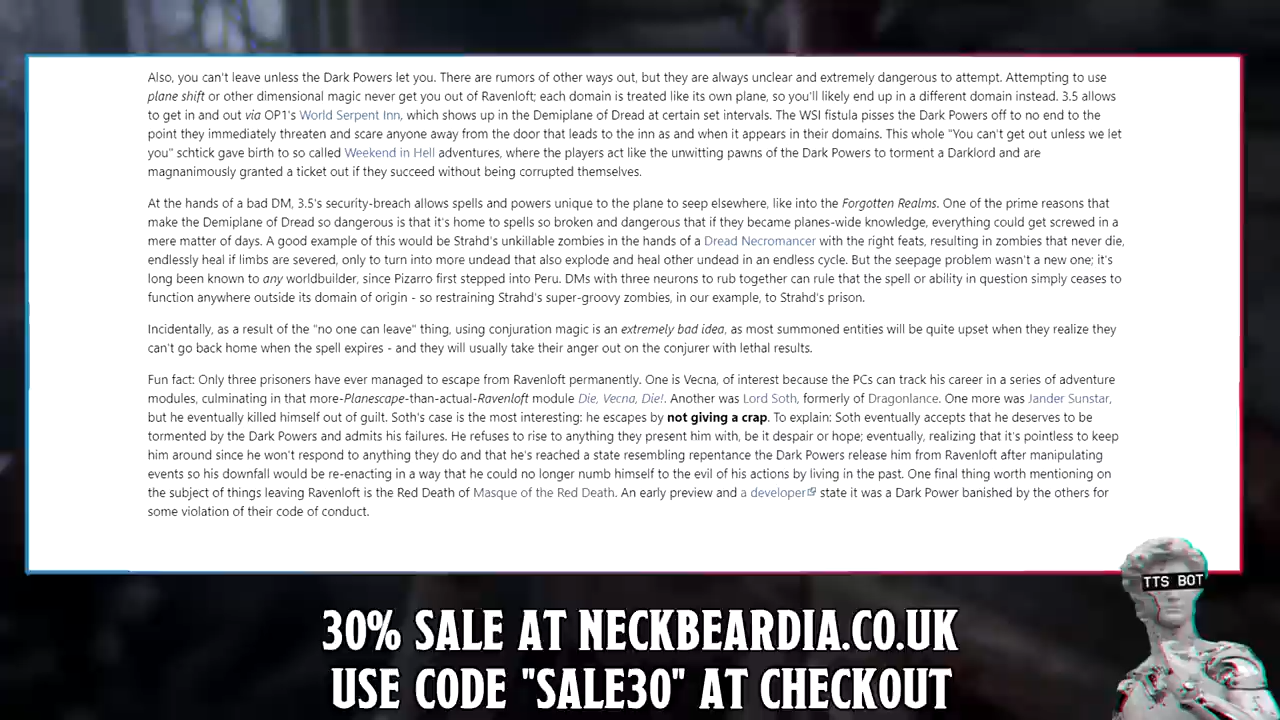 Also, you can't leave unless the Dark Powers let you. There are rumors of other ways out, but they are always unclear and extremely dangerous to attempt. Attempting to use
plane shift or other dimensional magic never get you out of Ravenloft; each domain is treated like its own plane, so you'll likely end up in a different domain instead. 3.5 allows
to get in and out via OP1's World Serpent Inn, which shows up in the Demiplane of Dread at certain set intervals. The WSI fistula pisses the Dark Powers off to no end to the
point they immediately threaten and scare anyone away from the door that leads to the inn as and when it appears in their domains. This whole "You can't get out unless we let
you" schtick gave birth to so called Weekend in Hell adventures, where the players act like the unwitting pawns of the Dark Powers to torment a Darklord and are
magnanimously granted a ticket out if they succeed without being corrupted themselves.
At the hands of a bad DM, 3.5's security-breach allows spells and powers unique to the plane to seep elsewhere, like into the Forgotten Realms. One of the prime reasons that
make the Demiplane of Dread so dangerous is that it's home to spells so broken and dangerous that if they became planes-wide knowledge, everything could get screwed in a
mere matter of days. A good example of this would be Strahd's unkillable zombies in the hands of a Dread Necromancer with the right feats, resulting in zombies that never die,
endlessly heal if limbs are severed, only to turn into more undead that also explode and heal other undead in an endless cycle. But the seepage problem wasn't a new one; it's
long been known to any worldbuilder, since Pizarro first stepped into Peru. DMs with three neurons to rub together can rule that the spell or ability in question simply ceases to
function anywhere outside its domain of origin - so restraining Strahd's super-groovy zombies, in our example, to Strahd's prison.
Incidentally, as a result of the "no one can leave" thing, using conjuration magic is an extremely bad idea, as most summoned entities will be quite upset when they realize they
can't go back home when the spell expires - and they will usually take their anger out on the conjurer with lethal results.
Fun fact: Only three prisoners have ever managed to escape from Ravenloft permanently. One is Vecna, of interest because the PCs can track his career in a series of adventure
modules, culminating in that more-Planescape-than-actual-Ravenloft module Die, Vecna, Die!. Another was Lord Soth, formerly of Dragonlance. One more was Jander Sunstar,
but he eventually killed himself out of guilt. Soth's case is the most interesting: he escapes by not giving a crap. To explain: Soth eventually accepts that he deserves to be
tormented by the Dark Powers and admits his failures. He refuses to rise to anything they present him with, be it despair or hope; eventually, realizing that it's pointless to keep
him around since he won't respond to anything they do and that he's reached a state resembling repentance the Dark Powers release him from Ravenloft after manipulating
events so his downfall would be re-enacting in a way that he could no longer numb himself to the evil of his actions by living in the past. One final thing worth mentioning on
the subject of things leaving Ravenloft is the Red Death of Masque of the Red Death. An early preview and a developer state it was a Dark Power banished by the others for
some violation of their code of conduct.
TTS BOT
30% SALE AT NECKBEARDIA.CO.UK
USE CODE "SALE30" AT CHECKOUT